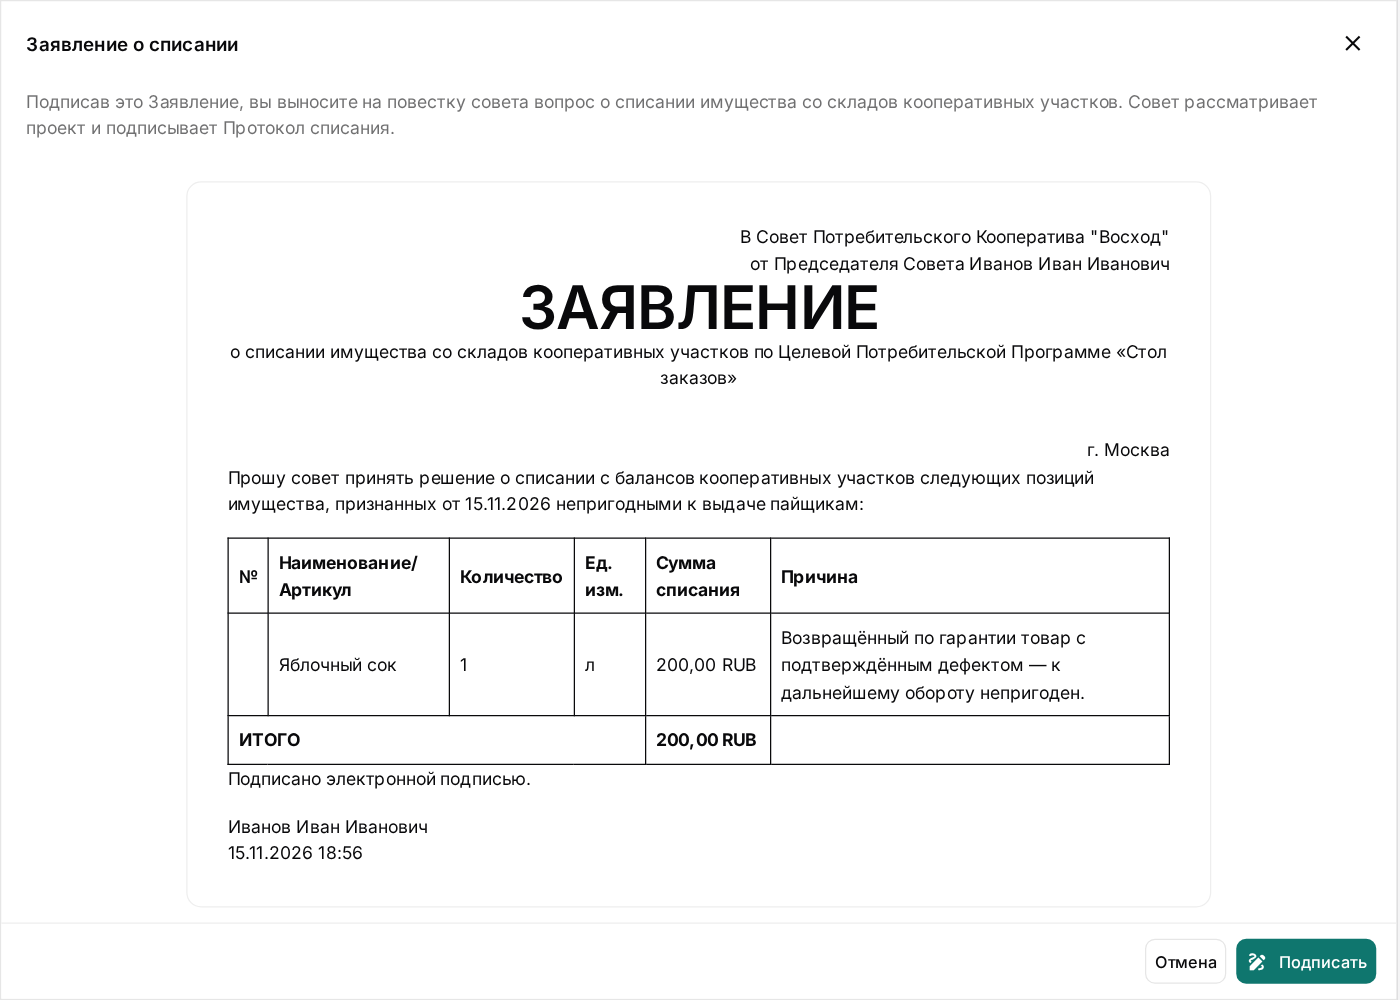 Заявление о списании
Подписав это Заявление, вы выносите на повестку совета вопрос о списании имущества со складов кооперативных участков. Совет рассматривает
проект и подписывает Протокол списания.
В Совет Потребительского Кооператива "Восход"
от Председателя Совета Иванов Иван Иванович
ЗАЯВЛЕНИЕ
о списании имущества со складов кооперативных участков по Целевой Потребительской Программе «Стол
заказов»
г. Москва
Прошу совет принять решение о списании с балансов кооперативных участков следующих позиций
имущества, признанных от 15.11.2026 непригодными к выдаче пайщикам:
№ Наименование/ Артикул Количество Ед. изм. Сумма списания Причина
Яблочный сок 1 л 200,00 RUB Возвращённый по гарантии товар с
подтверждённым дефектом — к
дальнейшему обороту непригоден.
ИТОГО 200,00 RUB
Подписано электронной подписью.
Иванов Иван Иванович
15.11.2026 18:56
Отмена Подписать